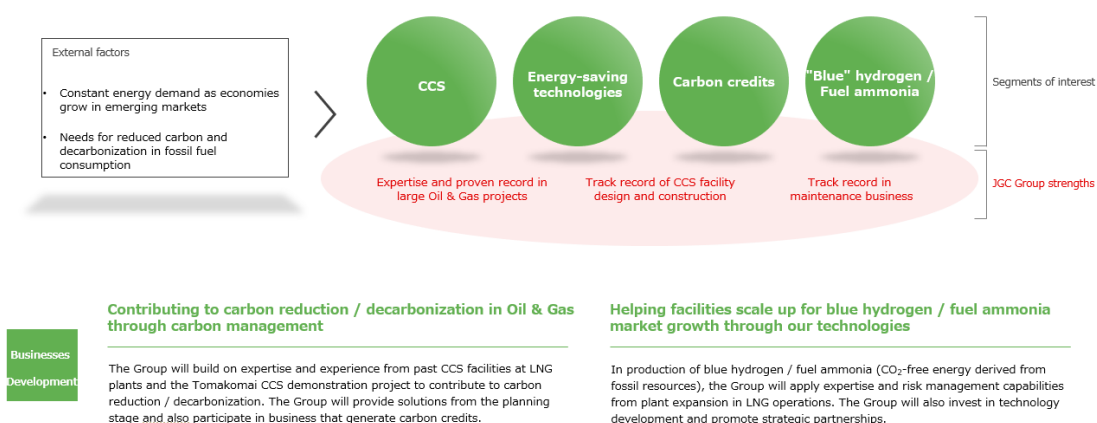 External factors
• Constant energy demand as economies
grow in emerging markets
• Needs for reduced carbon and
decarbonization in fossil fuel
consumption
CCS
Energy-saving
technologies
Carbon credits
"Blue" hydrogen /
Fuel ammonia
Segments of interest
Expertise and proven record in
large Oil & Gas projects
Track record of CCS facility
design and construction
Track record in
maintenance business
JGC Group strengths
Businesses
Development
Contributing to carbon reduction / decarbonization in Oil & Gas
through carbon management
The Group will build on expertise and experience from past CCS facilities at LNG
plants and the Tomakomai CCS demonstration project to contribute to carbon
reduction / decarbonization. The Group will provide solutions from the planning
stage and also participate in business that generate carbon credits.
Helping facilities scale up for blue hydrogen / fuel ammonia
market growth through our technologies
In production of blue hydrogen / fuel ammonia (CO₂-free energy derived from
fossil resources), the Group will apply expertise and risk management capabilities
from plant expansion in LNG operations. The Group will also invest in technology
development and promote strategic partnerships.